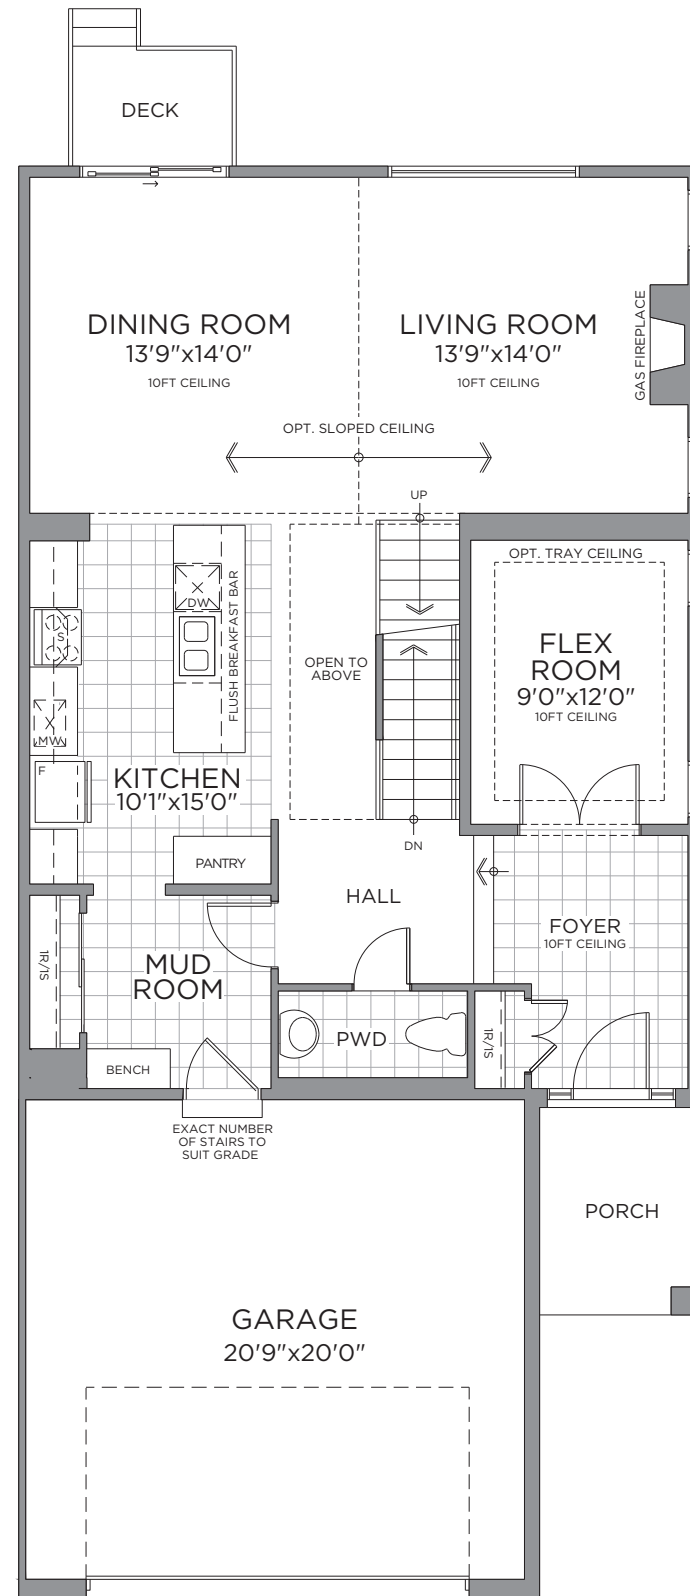 DECK
DINING ROOM
13'9"x14'0"
10FT CEILING
LIVING ROOM
13'9"x14'0"
10FT CEILING
GAS FIREPLACE
OPT. SLOPED CEILING
UP
OPT. TRAY CEILING
FLEX
ROOM
9'0"x12'0"
10FT CEILING
DW
FLUSH BREAKFAST BAR
S
OPEN TO
ABOVE
MW
F
KITCHEN
10'1"x15'0"
PANTRY
DN
HALL
FOYER
10FT CEILING
1R/1S
MUD
ROOM
PWD
1R/1S
BENCH
EXACT NUMBER
OF STAIRS TO
SUIT GRADE
PORCH
GARAGE
20'9"x20'0"